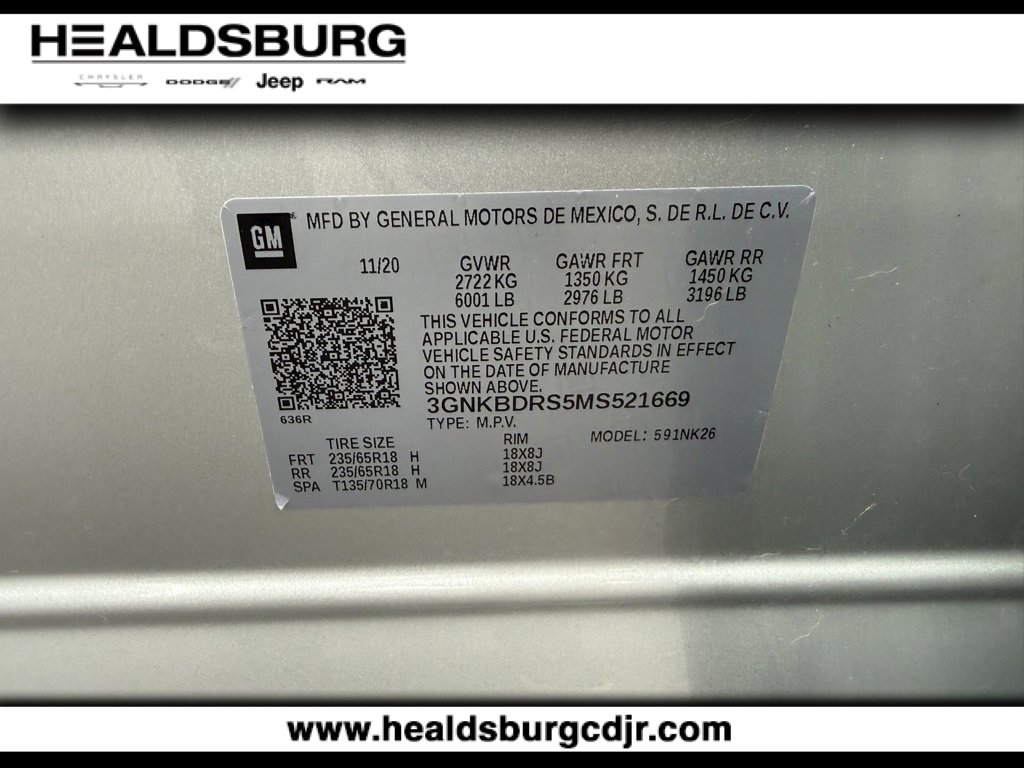 HEALDSBURG
CHRYSLER DODGE Jeep RAM
GM
MFD BY GENERAL MOTORS DE MEXICO, S. DE R.L. DE C.V.
11/20
GVWR GAWR FRT GAWR RR
2722 KG 1350 KG 1450 KG
6001 LB 2976 LB 3196 LB
THIS VEHICLE CONFORMS TO ALL
APPLICABLE U.S. FEDERAL MOTOR
VEHICLE SAFETY STANDARDS IN EFFECT
ON THE DATE OF MANUFACTURE
SHOWN ABOVE.
3GNKBDRS5MS521669
636R
TYPE: M.P.V.
MODEL: 591NK26
TIRE SIZE RIM
FRT 235/65R18 H 18X8J
RR 235/65R18 H 18X8J
SPA T135/70R18 M 18X4.5B
www.healdsburgcdjr.com